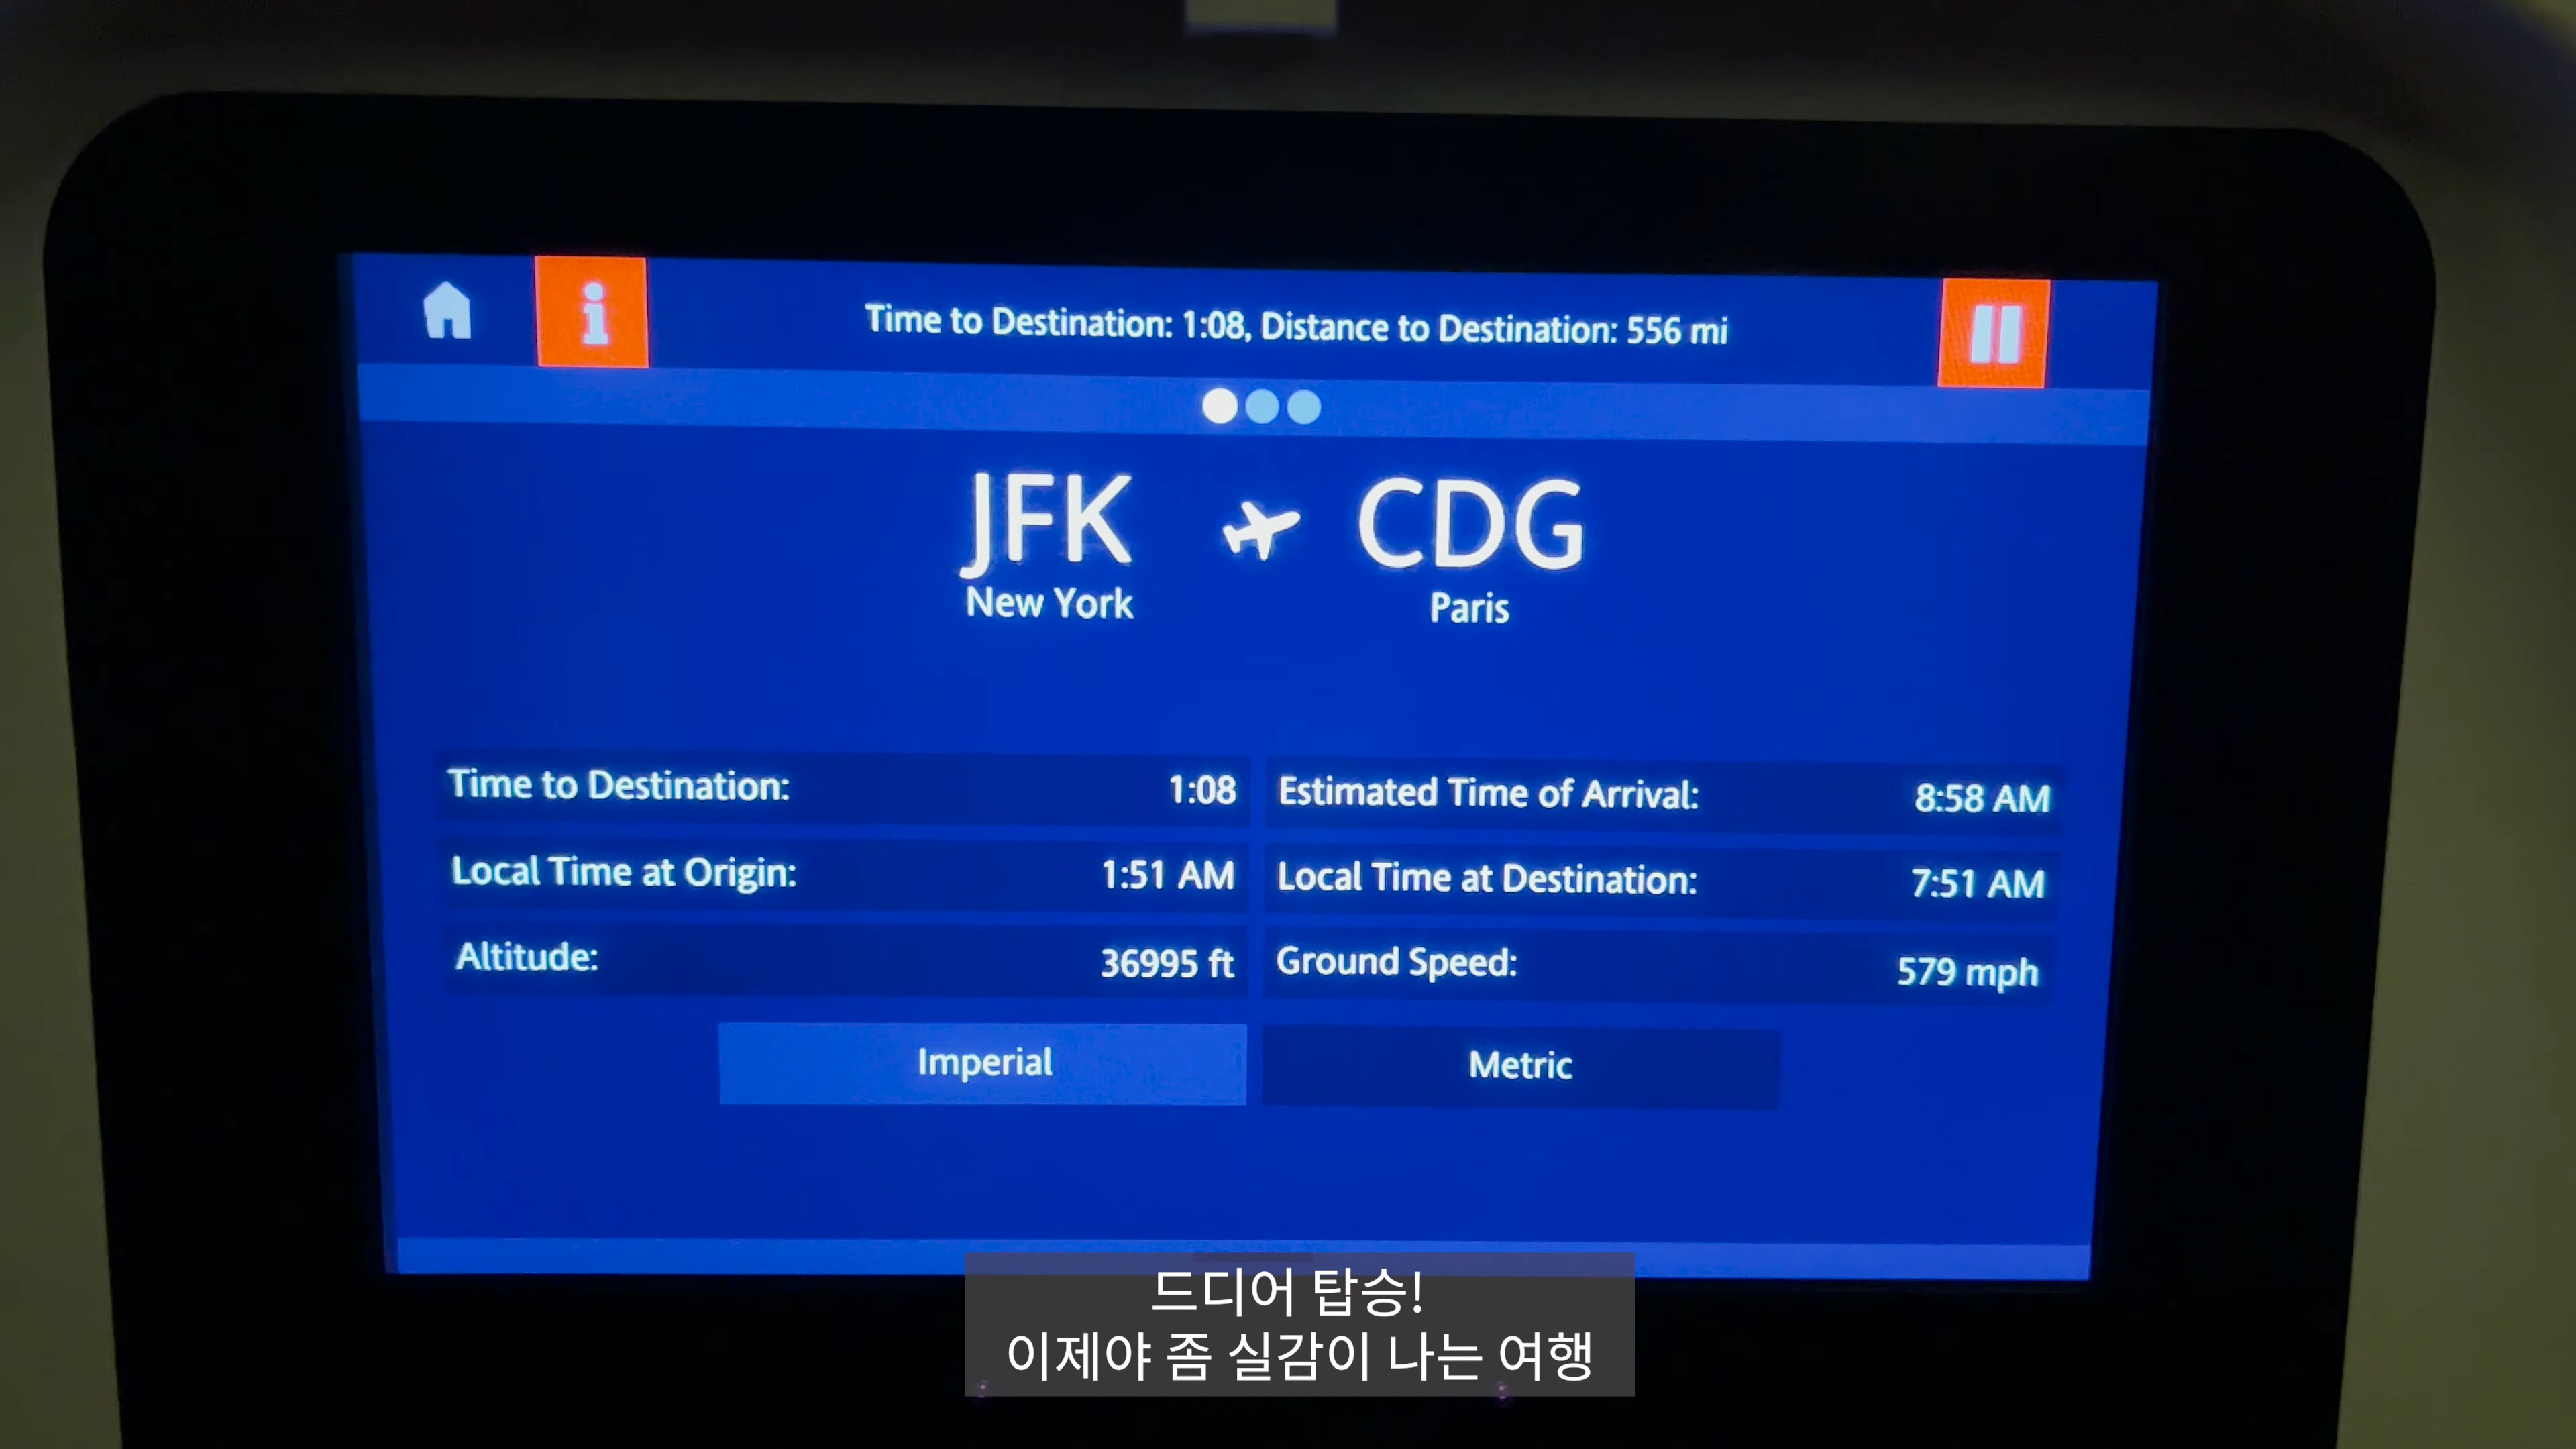 i
Time to Destination: 1:08, Distance to Destination: 556 mi
JFK CDG
New York Paris
Time to Destination: 1:08 Estimated Time of Arrival: 8:58 AM
Local Time at Origin: 1:51 AM Local Time at Destination: 7:51 AM
Altitude: 36995 ft Ground Speed: 579 mph
Imperial Metric
드디어 탑승!
이제야 좀 실감이 나는 여행